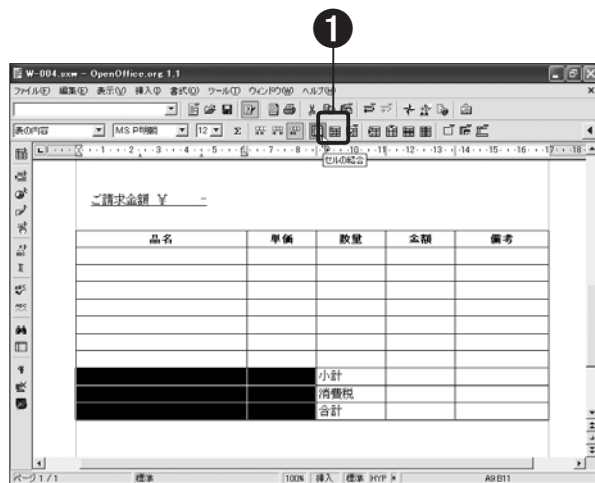 1
W-004.sxw - OpenOffice.org 1.1
ファイル(F) 編集(E) 表示(V) 挿入(I) 書式(O) ツール(T) ウィンドウ(W) ヘルプ(H)
表の内容 MS P明朝 12
セルの結合
ご請求金額 ¥ -
品名 単価 数量 金額 備考
小計
消費税
合計
ページ 1 / 1 標準 100% 挿入 標準 HYP * A9:B11